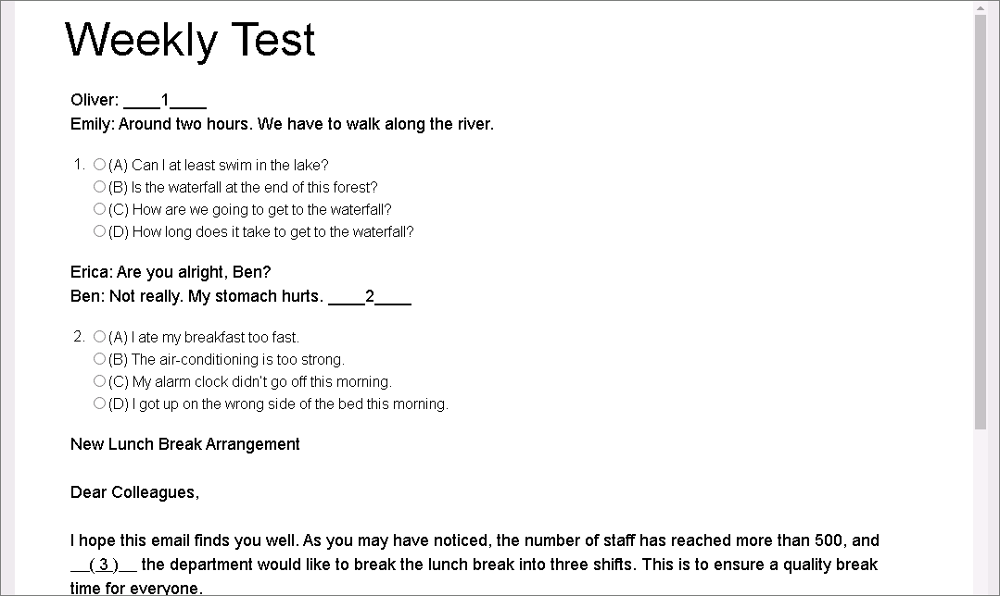 Weekly Test
Oliver: ____1____
Emily: Around two hours. We have to walk along the river.
1. (A) Can I at least swim in the lake?
(B) Is the waterfall at the end of this forest?
(C) How are we going to get to the waterfall?
(D) How long does it take to get to the waterfall?
Erica: Are you alright, Ben?
Ben: Not really. My stomach hurts. ____2____
2. (A) I ate my breakfast too fast.
(B) The air-conditioning is too strong.
(C) My alarm clock didn't go off this morning.
(D) I got up on the wrong side of the bed this morning.
New Lunch Break Arrangement
Dear Colleagues,
I hope this email finds you well. As you may have noticed, the number of staff has reached more than 500, and
__( 3 )__ the department would like to break the lunch break into three shifts. This is to ensure a quality break
time for everyone.